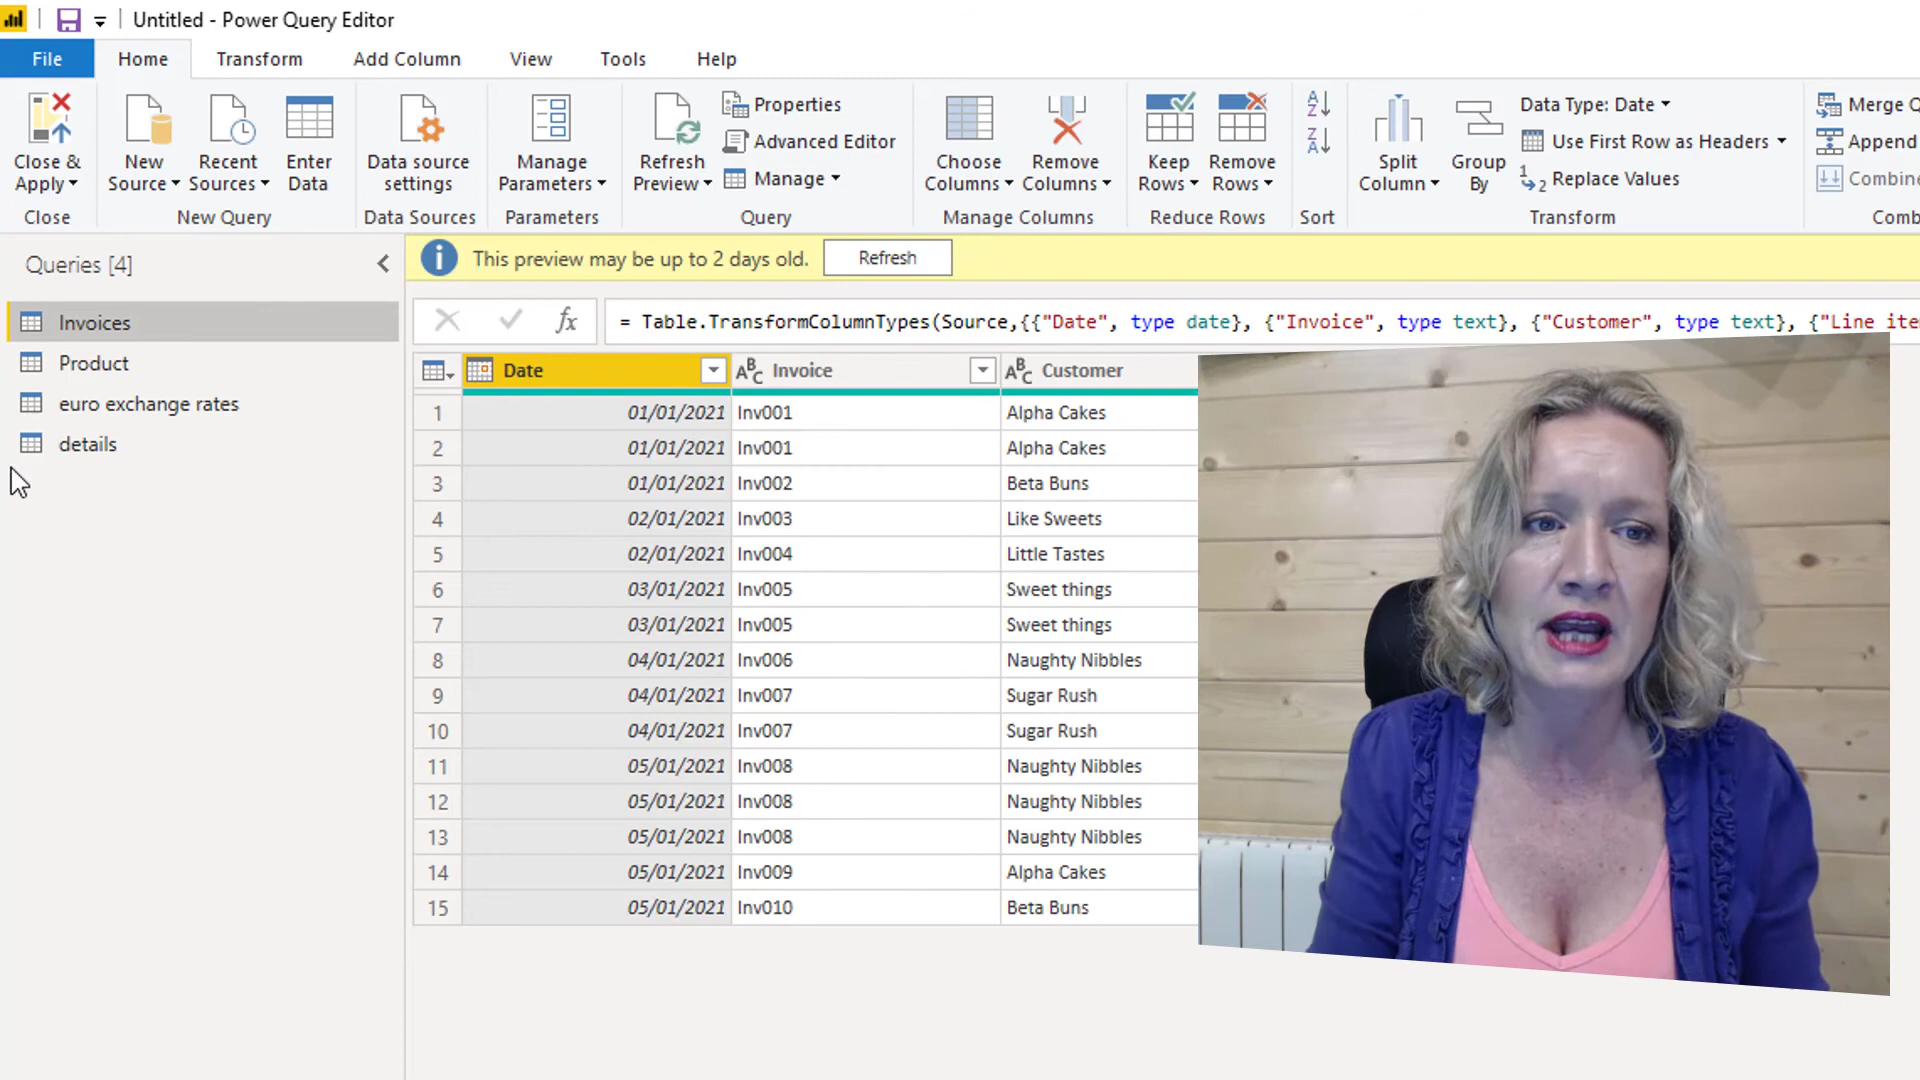 Untitled - Power Query Editor
File Home Transform Add Column View Tools Help
Close & Apply
New Source
Recent Sources
Enter Data
Data source settings
Manage Parameters
Refresh Preview
Properties
Advanced Editor
Manage
Choose Columns
Remove Columns
Keep Rows
Remove Rows
Split Column
Group By
Data Type: Date
Use First Row as Headers
Replace Values
Merge Q
Append
Combine
Close New Query Data Sources Parameters Query Manage Columns Reduce Rows Sort Transform Comb
Queries [4]
This preview may be up to 2 days old. Refresh
Invoices
Product
euro exchange rates
details
fx = Table.TransformColumnTypes(Source,{{"Date", type date}, {"Invoice", type text}, {"Customer", type text}, {"Line ite
Date ABC Invoice ABC Customer
1 01/01/2021 Inv001 Alpha Cakes
2 01/01/2021 Inv001 Alpha Cakes
3 01/01/2021 Inv002 Beta Buns
4 02/01/2021 Inv003 Like Sweets
5 02/01/2021 Inv004 Little Tastes
6 03/01/2021 Inv005 Sweet things
7 03/01/2021 Inv005 Sweet things
8 04/01/2021 Inv006 Naughty Nibbles
9 04/01/2021 Inv007 Sugar Rush
10 04/01/2021 Inv007 Sugar Rush
11 05/01/2021 Inv008 Naughty Nibbles
12 05/01/2021 Inv008 Naughty Nibbles
13 05/01/2021 Inv008 Naughty Nibbles
14 05/01/2021 Inv009 Alpha Cakes
15 05/01/2021 Inv010 Beta Buns